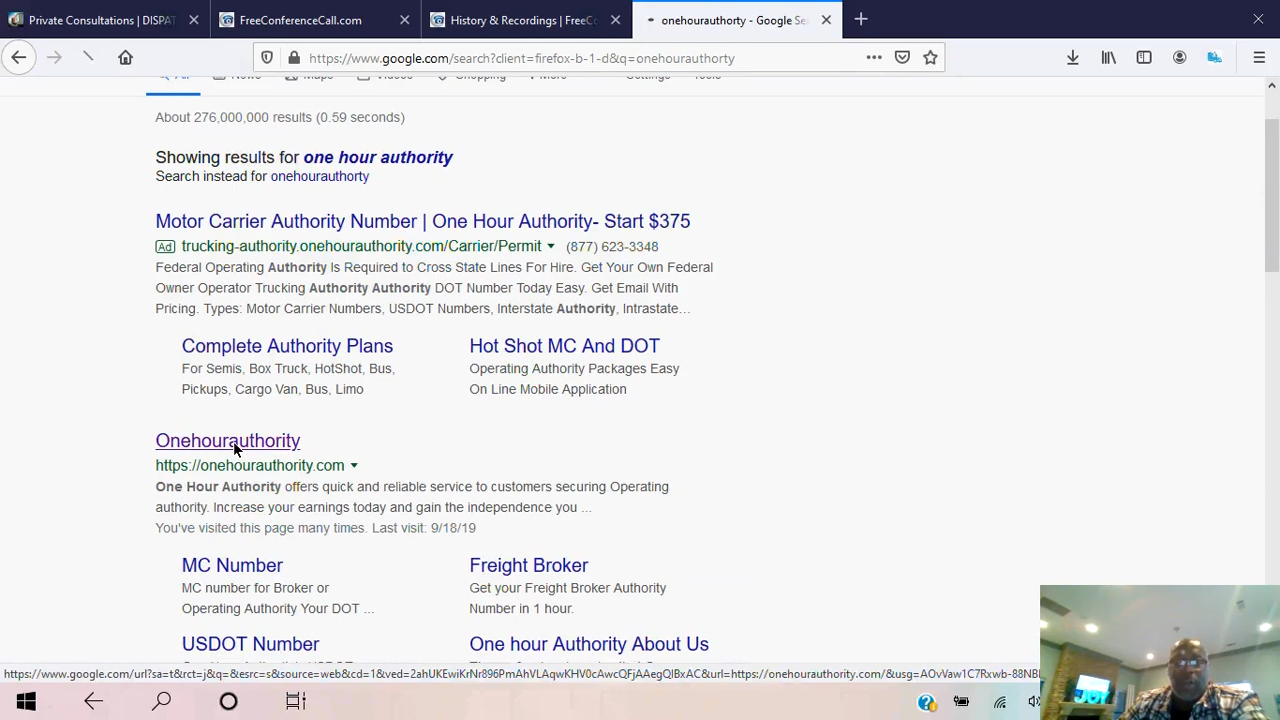 Private Consultations | DISPAT
FreeConferenceCall.com
History & Recordings | FreeC
onehourauthorty - Google Se
https://www.google.com/search?client=firefox-b-1-d&q=onehourauthorty
All News Maps Videos Shopping More Settings Tools
About 276,000,000 results (0.59 seconds)
Showing results for one hour authority
Search instead for onehourauthorty
Motor Carrier Authority Number | One Hour Authority- Start $375
Ad trucking-authority.onehourauthority.com/Carrier/Permit (877) 623-3348
Federal Operating Authority Is Required to Cross State Lines For Hire. Get Your Own Federal
Owner Operator Trucking Authority Authority DOT Number Today Easy. Get Email With
Pricing. Types: Motor Carrier Numbers, USDOT Numbers, Interstate Authority, Intrastate…
Complete Authority Plans
For Semis, Box Truck, HotShot, Bus,
Pickups, Cargo Van, Bus, Limo
Hot Shot MC And DOT
Operating Authority Packages Easy
On Line Mobile Application
Onehourauthority
https://onehourauthority.com
One Hour Authority offers quick and reliable service to customers securing Operating
authority. Increase your earnings today and gain the independence you ...
You've visited this page many times. Last visit: 9/18/19
MC Number
MC number for Broker or
Operating Authority Your DOT ...
Freight Broker
Get your Freight Broker Authority
Number in 1 hour.
USDOT Number
One hour Authority About Us
https://www.google.com/url?sa=t&rct=j&q=&esrc=s&source=web&cd=1&ved=2ahUKEwiKrNr896PmAhVLAqwKHV0cAwcQFjAAegQIBxAC&url=https://onehourauthority.com/&usg=AOvVaw1C7Rxwb-88NB